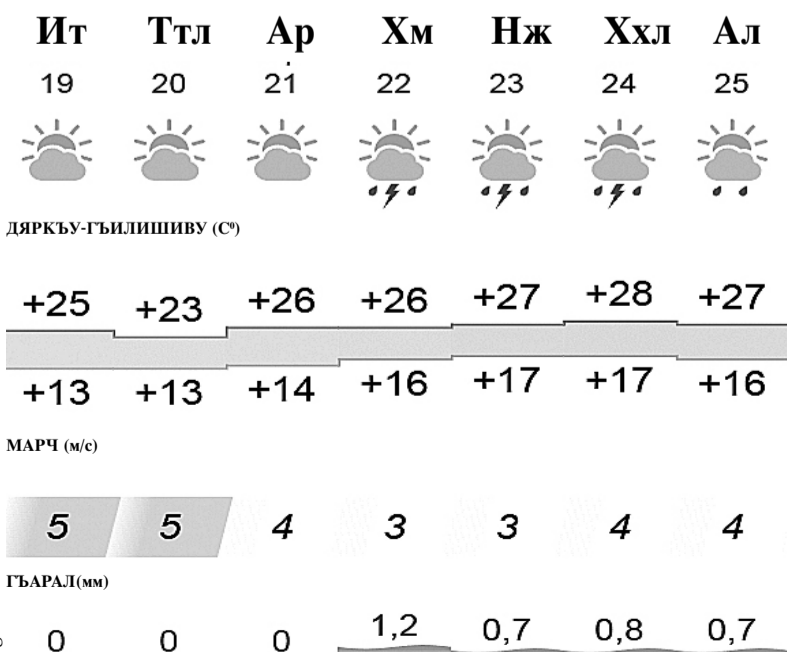 Ит Ттл Ар Хм Нж Ххл Ал
19 20 21 22 23 24 25
ДЯРКЪУ-ГЪИЛИШИВУ (С⁰)
+25 +23 +26 +26 +27 +28 +27
+13 +13 +14 +16 +17 +17 +16
МАРЧ (м/с)
5 5 4 3 3 4 4
ГЪАРАЛ(мм)
0 0 0 1,2 0,7 0,8 0,7